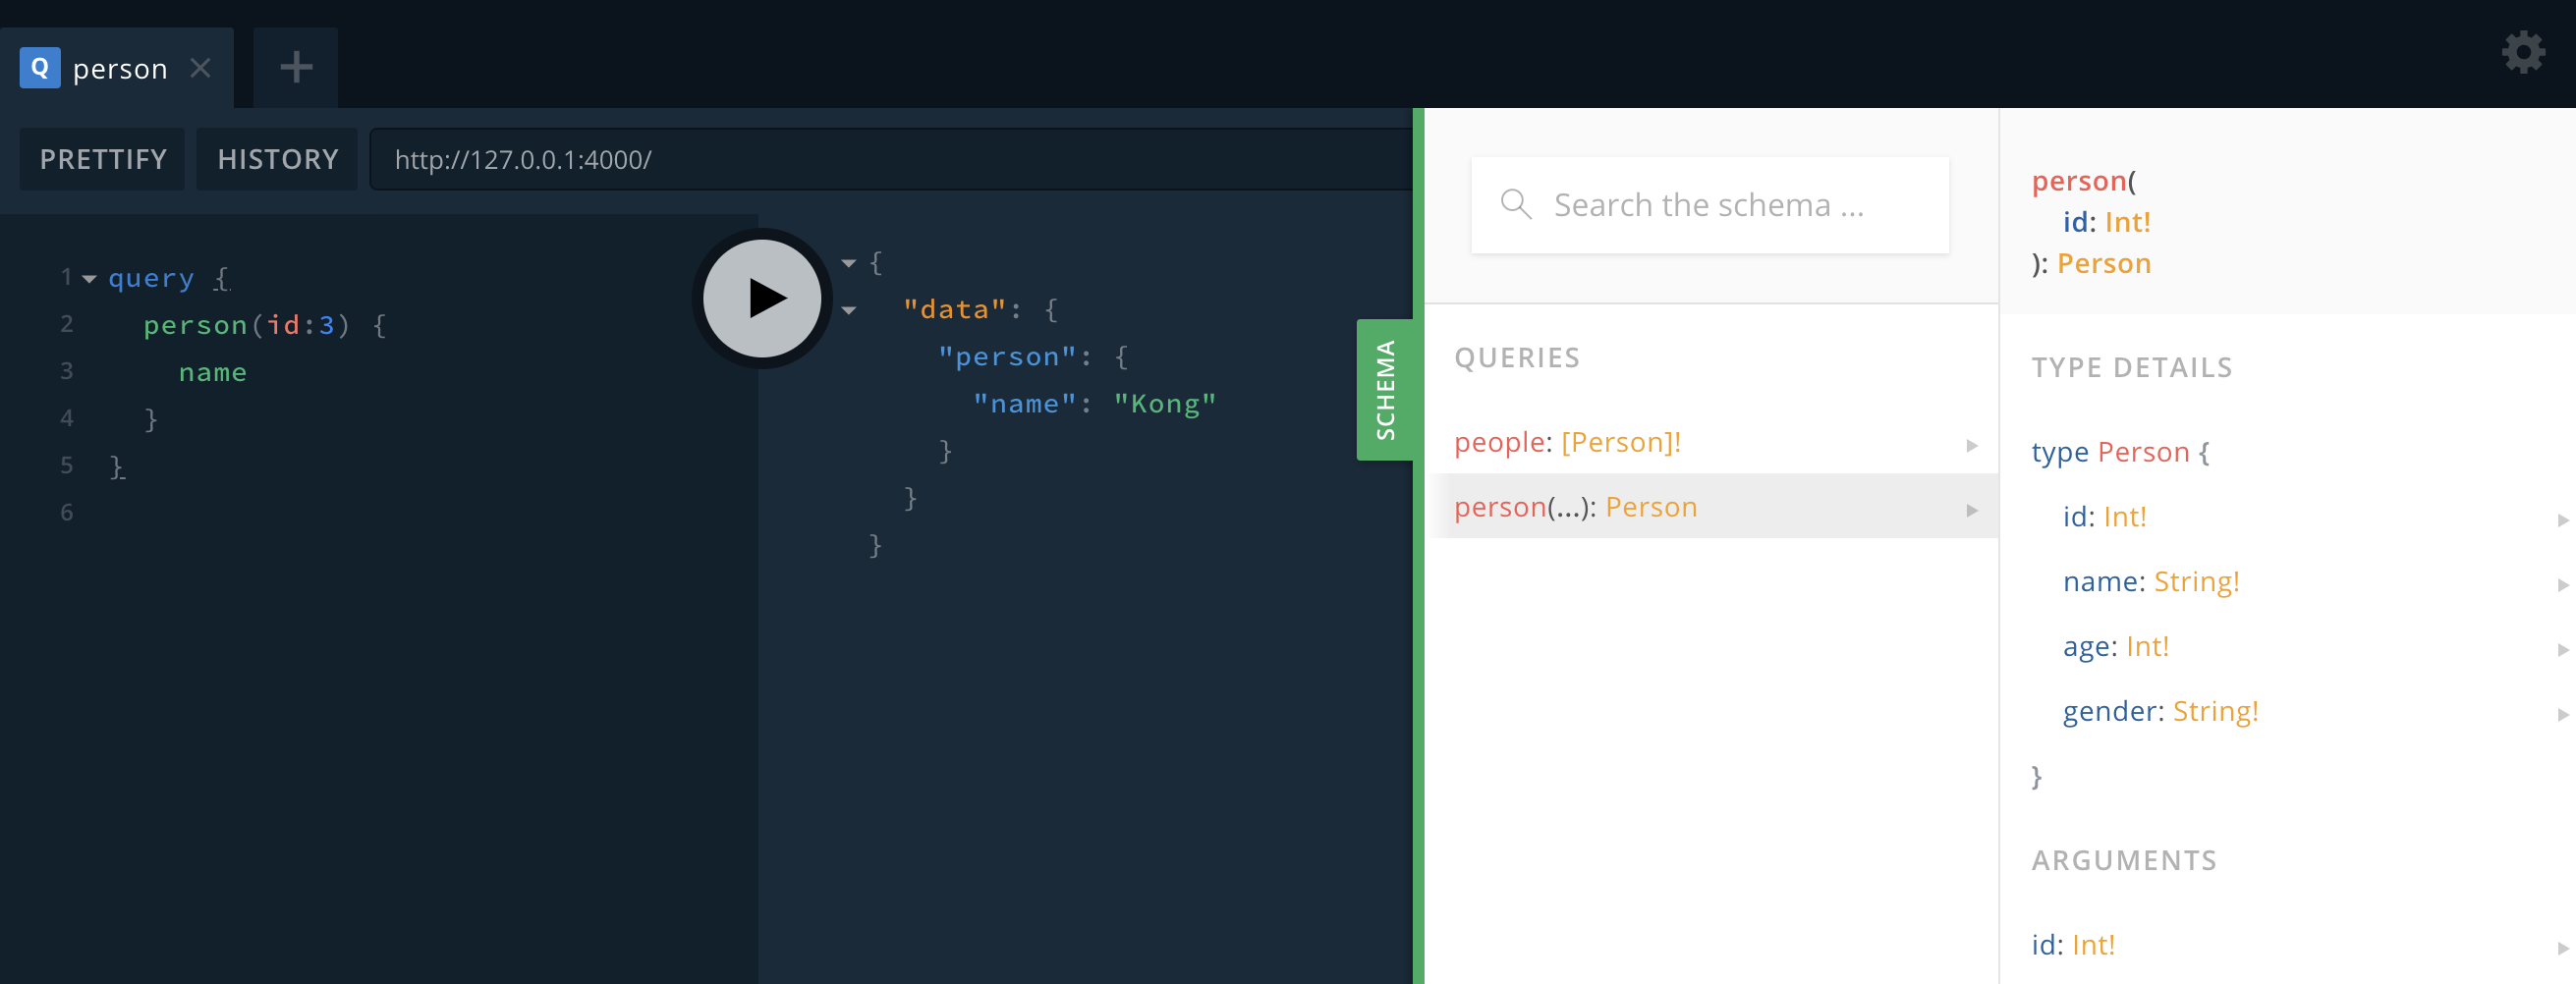 Q person
PRETTIFY HISTORY http://127.0.0.1:4000/
1 query {
2 person(id:3) {
3 name
4 }
5 }
6
{
"data": {
"person": {
"name": "Kong"
}
}
}
SCHEMA
Search the schema ...
QUERIES
people: [Person]!
person(...): Person
person(
id: Int!
): Person
TYPE DETAILS
type Person {
id: Int!
name: String!
age: Int!
gender: String!
}
ARGUMENTS
id: Int!